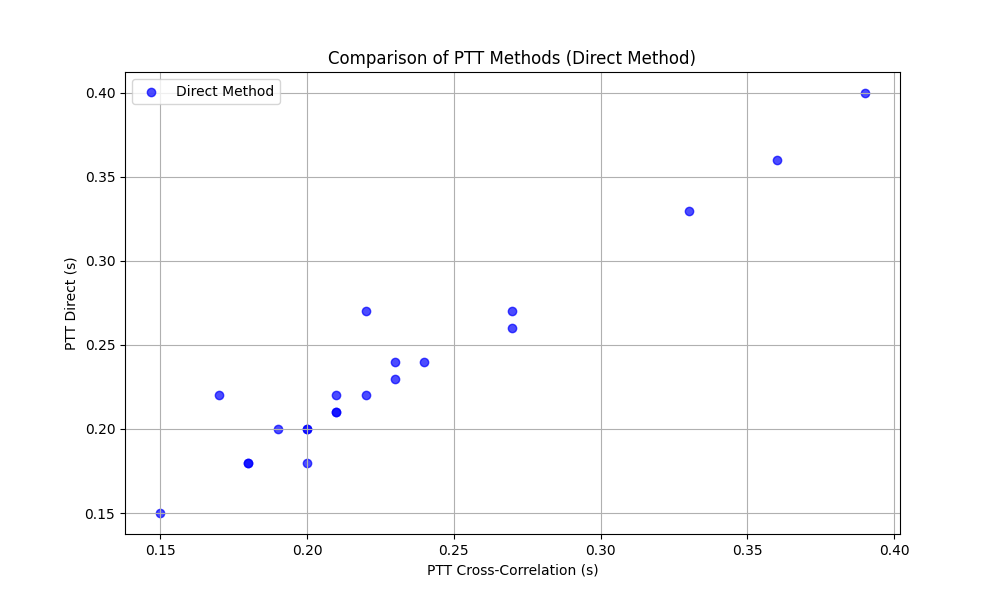 Comparison of PTT Methods (Direct Method)
Direct Method
0.40
0.35
0.30
0.25
0.20
0.15
PTT Direct (s)
0.15 0.20 0.25 0.30 0.35 0.40
PTT Cross-Correlation (s)